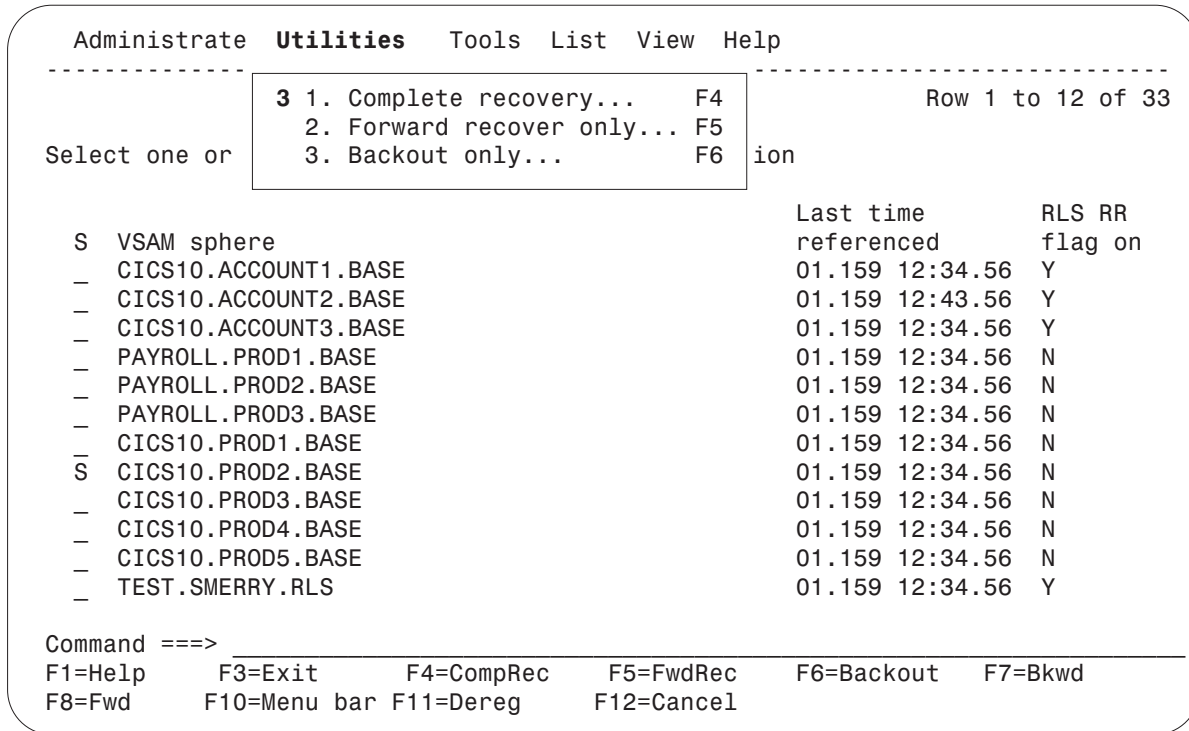 Administrate Utilities Tools List View Help
-------------- -----------------------------
3 1. Complete recovery... F4 Row 1 to 12 of 33
2. Forward recover only... F5
Select one or 3. Backout only... F6 ion
Last time RLS RR
S VSAM sphere referenced flag on
_ CICS10.ACCOUNT1.BASE 01.159 12:34.56 Y
_ CICS10.ACCOUNT2.BASE 01.159 12:43.56 Y
_ CICS10.ACCOUNT3.BASE 01.159 12:34.56 Y
_ PAYROLL.PROD1.BASE 01.159 12:34.56 N
_ PAYROLL.PROD2.BASE 01.159 12:34.56 N
_ PAYROLL.PROD3.BASE 01.159 12:34.56 N
_ CICS10.PROD1.BASE 01.159 12:34.56 N
S CICS10.PROD2.BASE 01.159 12:34.56 N
_ CICS10.PROD3.BASE 01.159 12:34.56 N
_ CICS10.PROD4.BASE 01.159 12:34.56 N
_ CICS10.PROD5.BASE 01.159 12:34.56 N
_ TEST.SMERRY.RLS 01.159 12:34.56 Y
Command ===> __________________________________________________________________
F1=Help F3=Exit F4=CompRec F5=FwdRec F6=Backout F7=Bkwd
F8=Fwd F10=Menu bar F11=Dereg F12=Cancel